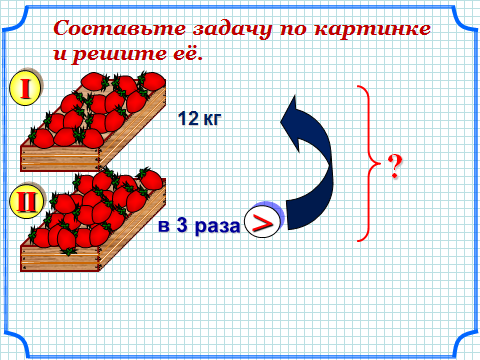 Составьте задачу по картинке
и решите её.
I
12 кг
?
II
в 3 раза >